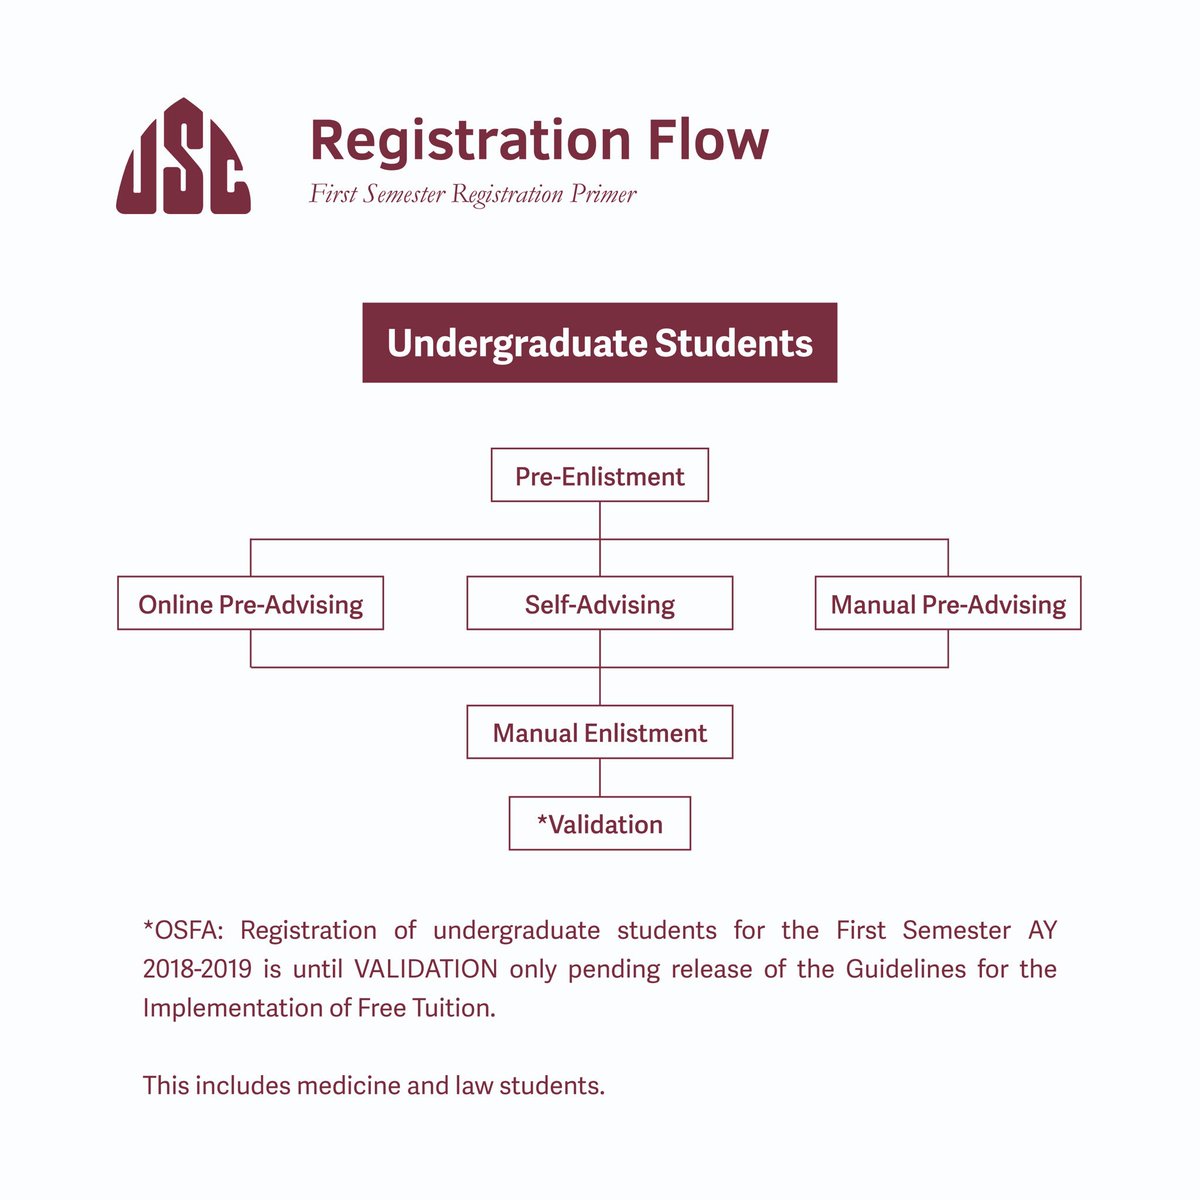 USC
Registration Flow
First Semester Registration Primer
Undergraduate Students
Pre-Enlistment
Online Pre-Advising
Self-Advising
Manual Pre-Advising
Manual Enlistment
*Validation
*OSFA: Registration of undergraduate students for the First Semester AY
2018-2019 is until VALIDATION only pending release of the Guidelines for the
Implementation of Free Tuition.
This includes medicine and law students.